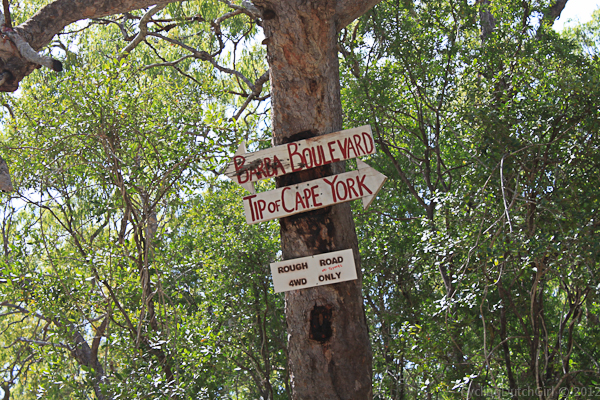 BARBA BOULEVARD
TIP OF CAPE YORK
ROUGH ROAD
4WD ONLY